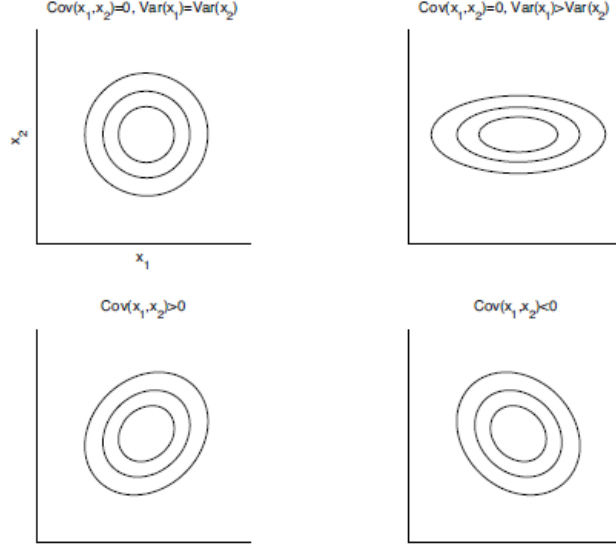 Cov(x₁,x₂)=0, Var(x₁)=Var(x₂)
Cov(x₁,x₂)=0, Var(x₁)>Var(x₂)
x₂
x₁
Cov(x₁,x₂)>0
Cov(x₁,x₂)<0